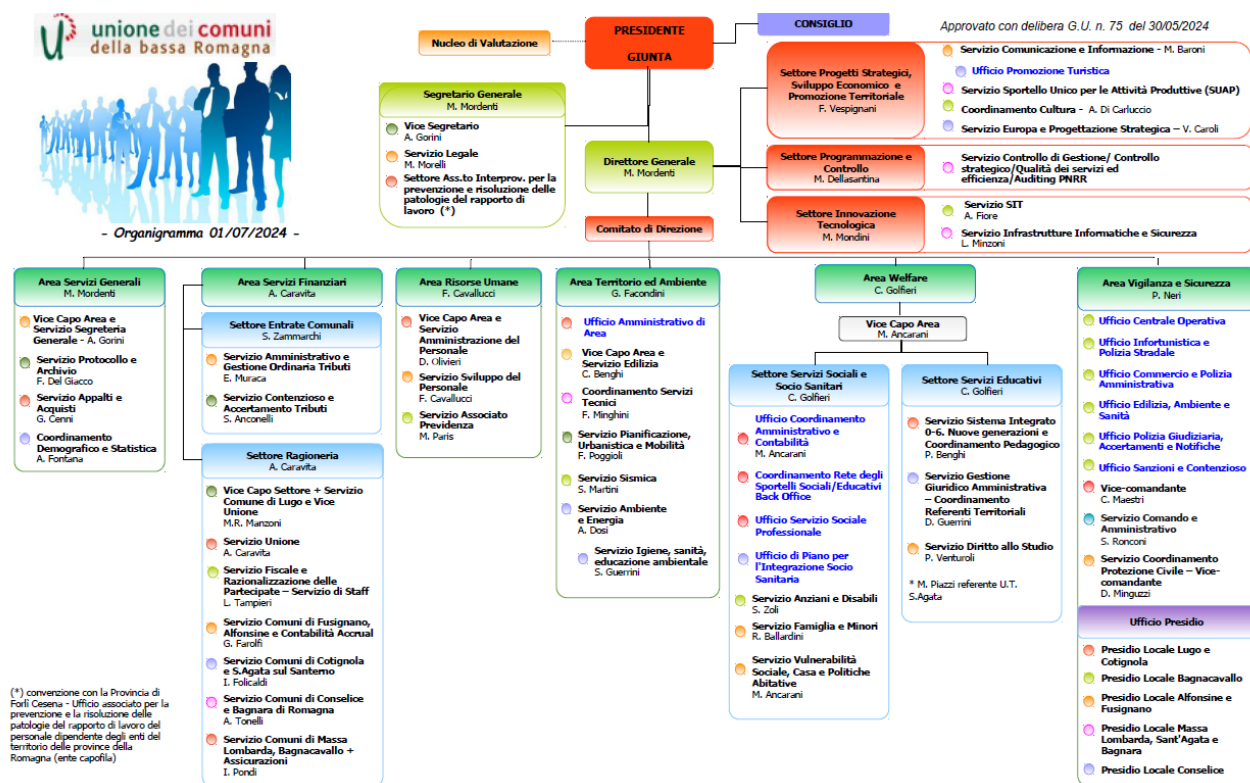 unione dei comuni
della bassa Romagna
- Organigramma 01/07/2024 -
Nucleo di Valutazione
PRESIDENTE
GIUNTA
CONSIGLIO
Approvato con delibera G.U. n. 75 del 30/05/2024
Segretario Generale
M. Mordenti
Vice Segretario
A. Gorini
Servizio Legale
M. Morelli
Settore Ass.to Interprov. per la
prevenzione e risoluzione delle
patologie del rapporto di
lavoro (*)
Direttore Generale
M. Mordenti
Comitato di Direzione
Settore Progetti Strategici,
Sviluppo Economico e
Promozione Territoriale
F. Vespignani
Servizio Comunicazione e Informazione - M. Baroni
Ufficio Promozione Turistica
Servizio Sportello Unico per le Attività Produttive (SUAP)
Coordinamento Cultura - A. Di Carluccio
Servizio Europa e Progettazione Strategica – V. Caroli
Settore Programmazione e
Controllo
M. Dellasantina
Servizio Controllo di Gestione/ Controllo
strategico/Qualità dei servizi ed
efficienza/Auditing PNRR
Settore Innovazione
Tecnologica
M. Mondini
Servizio SIT
A. Fiore
Servizio Infrastrutture Informatiche e Sicurezza
L. Minzoni
Area Servizi Generali
M. Mordenti
Vice Capo Area e
Servizio Segreteria
Generale - A. Gorini
Servizio Protocollo e
Archivio
F. Del Giacco
Servizio Appalti e
Acquisti
G. Cenni
Coordinamento
Demografico e Statistica
A. Fontana
Area Servizi Finanziari
A. Caravita
Settore Entrate Comunali
S. Zammarchi
Servizio Amministrativo e
Gestione Ordinaria Tributi
E. Muraca
Servizio Contenzioso e
Accertamento Tributi
S. Anconelli
Settore Ragioneria
A. Caravita
Vice Capo Settore + Servizio
Comune di Lugo e Vice
Unione
M.R. Manzoni
Servizio Unione
A. Caravita
Servizio Fiscale e
Razionalizzazione delle
Partecipate – Servizio di Staff
L. Tampieri
Servizio Comuni di Fusignano,
Alfonsine e Contabilità Accrual
G. Farolfi
Servizio Comuni di Cotignola
e S.Agata sul Santerno
I. Folicaldi
Servizio Comuni di Conselice
e Bagnara di Romagna
A. Tonelli
Servizio Comuni di Massa
Lombarda, Bagnacavallo +
Assicurazioni
I. Pondi
Area Risorse Umane
F. Cavallucci
Vice Capo Area e
Servizio
Amministrazione del
Personale
D. Olivieri
Servizio Sviluppo del
Personale
F. Cavallucci
Servizio Associato
Previdenza
M. Paris
Area Territorio ed Ambiente
G. Facondini
Ufficio Amministrativo di
Area
Vice Capo Area e
Servizio Edilizia
C. Benghi
Coordinamento Servizi
Tecnici
F. Minghini
Servizio Pianificazione,
Urbanistica e Mobilità
F. Poggioli
Servizio Sismica
S. Martini
Servizio Ambiente
e Energia
A. Dosi
Servizio Igiene, sanità,
educazione ambientale
S. Guerrini
Area Welfare
C. Golfieri
Vice Capo Area
M. Ancarani
Settore Servizi Sociali e
Socio Sanitari
C. Golfieri
Ufficio Coordinamento
Amministrativo e
Contabilità
M. Ancarani
Coordinamento Rete degli
Sportelli Sociali/Educativi
Back Office
Ufficio Servizio Sociale
Professionale
Ufficio di Piano per
l'Integrazione Socio
Sanitaria
Servizio Anziani e Disabili
S. Zoli
Servizio Famiglia e Minori
R. Ballardini
Servizio Vulnerabilità
Sociale, Casa e Politiche
Abitative
M. Ancarani
Settore Servizi Educativi
C. Golfieri
Servizio Sistema Integrato
0-6. Nuove generazioni e
Coordinamento Pedagogico
P. Benghi
Servizio Gestione
Giuridico Amministrativa
– Coordinamento
Referenti Territoriali
D. Guerrini
Servizio Diritto allo Studio
P. Venturoli
* M. Piazzi referente U.T.
S.Agata
Area Vigilanza e Sicurezza
P. Neri
Ufficio Centrale Operativa
Ufficio Infortunistica e
Polizia Stradale
Ufficio Commercio e Polizia
Amministrativa
Ufficio Edilizia, Ambiente e
Sanità
Ufficio Polizia Giudiziaria,
Accertamenti e Notifiche
Ufficio Sanzioni e Contenzioso
Vice-comandante
C. Maestri
Servizio Comando e
Amministrativo
S. Ronconi
Servizio Coordinamento
Protezione Civile – Vice-
comandante
D. Minguzzi
Ufficio Presidio
Presidio Locale Lugo e
Cotignola
Presidio Locale Bagnacavallo
Presidio Locale Alfonsine e
Fusignano
Presidio Locale Massa
Lombarda, Sant'Agata e
Bagnara
Presidio Locale Conselice
(*) convenzione con la Provincia di
Forlì Cesena - Ufficio associato per la
prevenzione e la risoluzione delle
patologie del rapporto di lavoro del
personale dipendente degli enti del
territorio delle province della
Romagna (ente capofila)